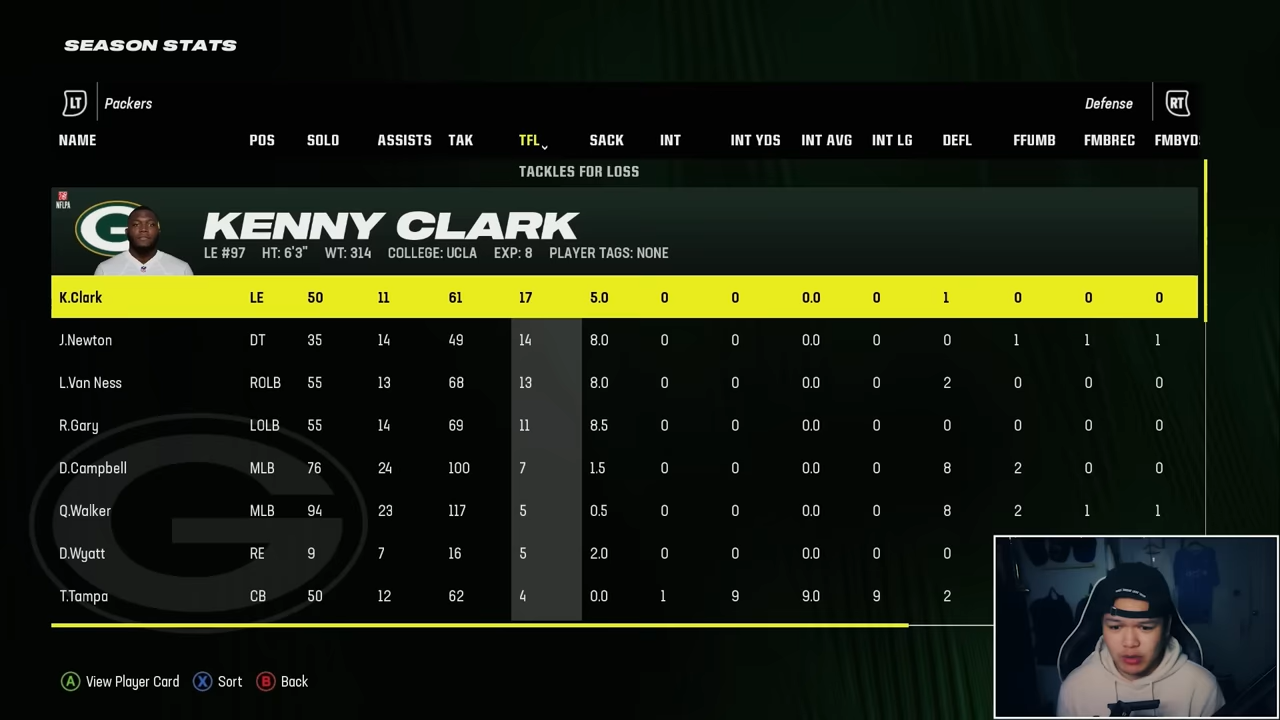 SEASON STATS
LT Packers Defense RT
NAME POS SOLO ASSISTS TAK TFL SACK INT INT YDS INT AVG INT LG DEFL FFUMB FMBREC FMBYD
TACKLES FOR LOSS
NFLPA
KENNY CLARK
LE #97 HT: 6'3" WT: 314 COLLEGE: UCLA EXP: 8 PLAYER TAGS: NONE
K.Clark LE 50 11 61 17 5.0 0 0 0.0 0 1 0 0 0
J.Newton DT 35 14 49 14 8.0 0 0 0.0 0 0 1 1 1
L.Van Ness ROLB 55 13 68 13 8.0 0 0 0.0 0 2 0 0 0
R.Gary LOLB 55 14 69 11 8.5 0 0 0.0 0 0 0 0 0
D.Campbell MLB 76 24 100 7 1.5 0 0 0.0 0 8 2 0 0
Q.Walker MLB 94 23 117 5 0.5 0 0 0.0 0 8 2 1 1
D.Wyatt RE 9 7 16 5 2.0 0 0 0.0 0 0
T.Tampa CB 50 12 62 4 0.0 1 9 9.0 9 2
A View Player Card X Sort B Back